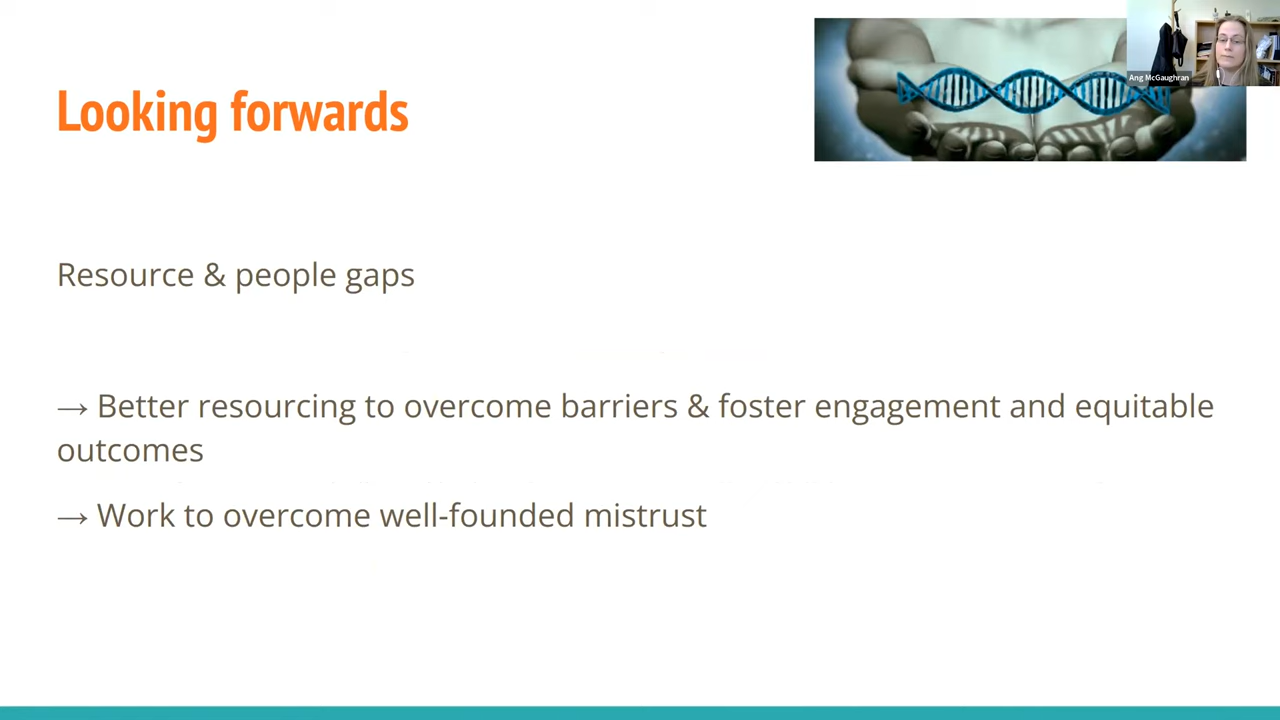 Looking forwards
Ang McGaughran
Resource & people gaps
→ Better resourcing to overcome barriers & foster engagement and equitable
outcomes
→ Work to overcome well-founded mistrust